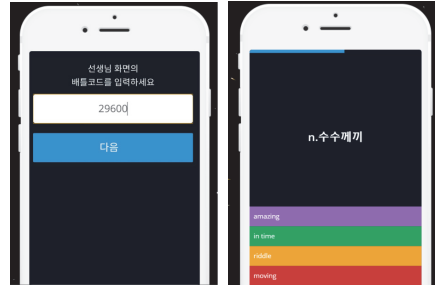 선생님 화면의
배틀코드를 입력하세요
29600
다음
n.수수께끼
amazing
in time
riddle
moving